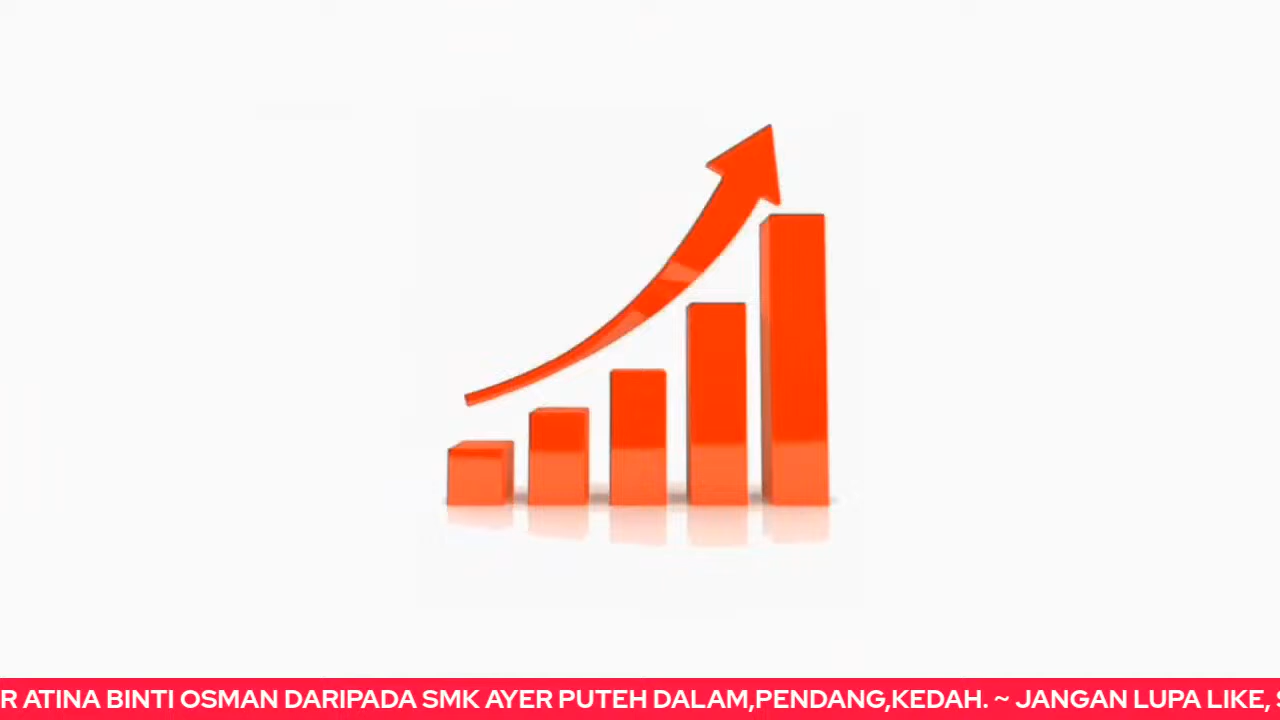 R ATINA BINTI OSMAN DARIPADA SMK AYER PUTEH DALAM,PENDANG,KEDAH. ~ JANGAN LUPA LIKE,